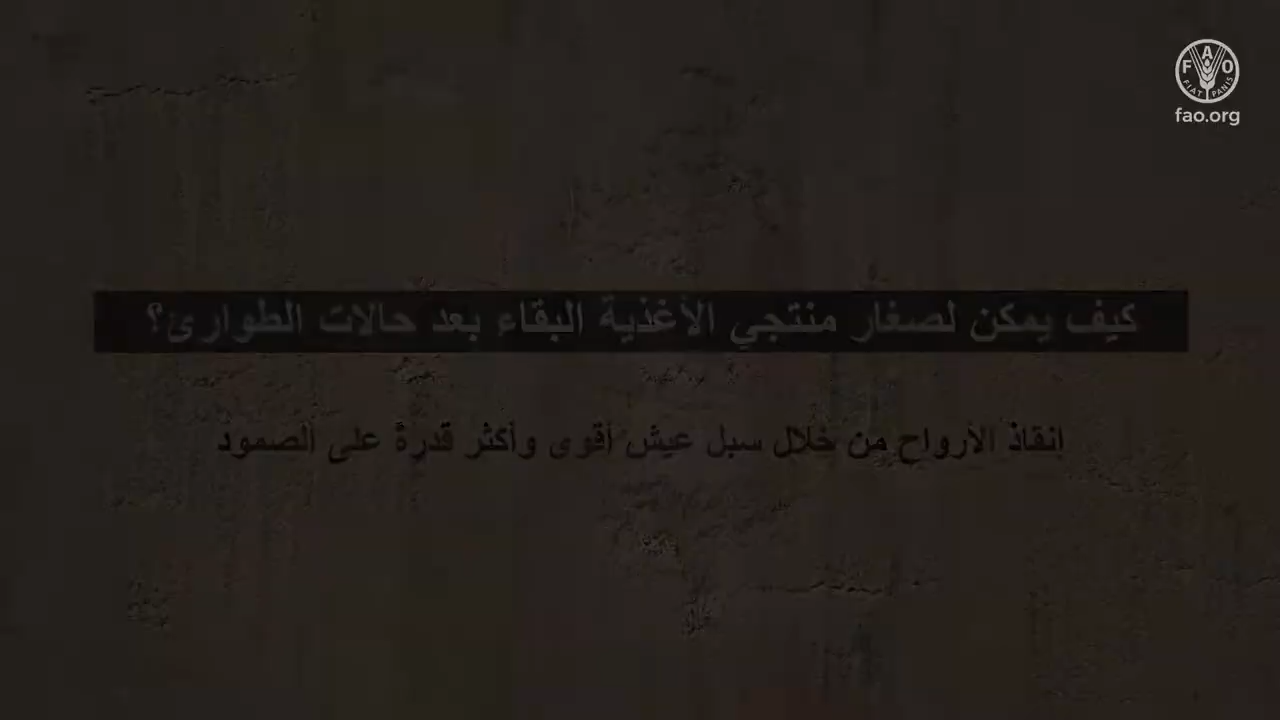 FAO
FIAT PANIS
fao.org
كيف يمكن لصغار منتجي الأغذية البقاء بعد حالات الطوارئ؟
إنقاذ الأرواح من خلال سبل عيش أقوى وأكثر قدرةً على الصمود